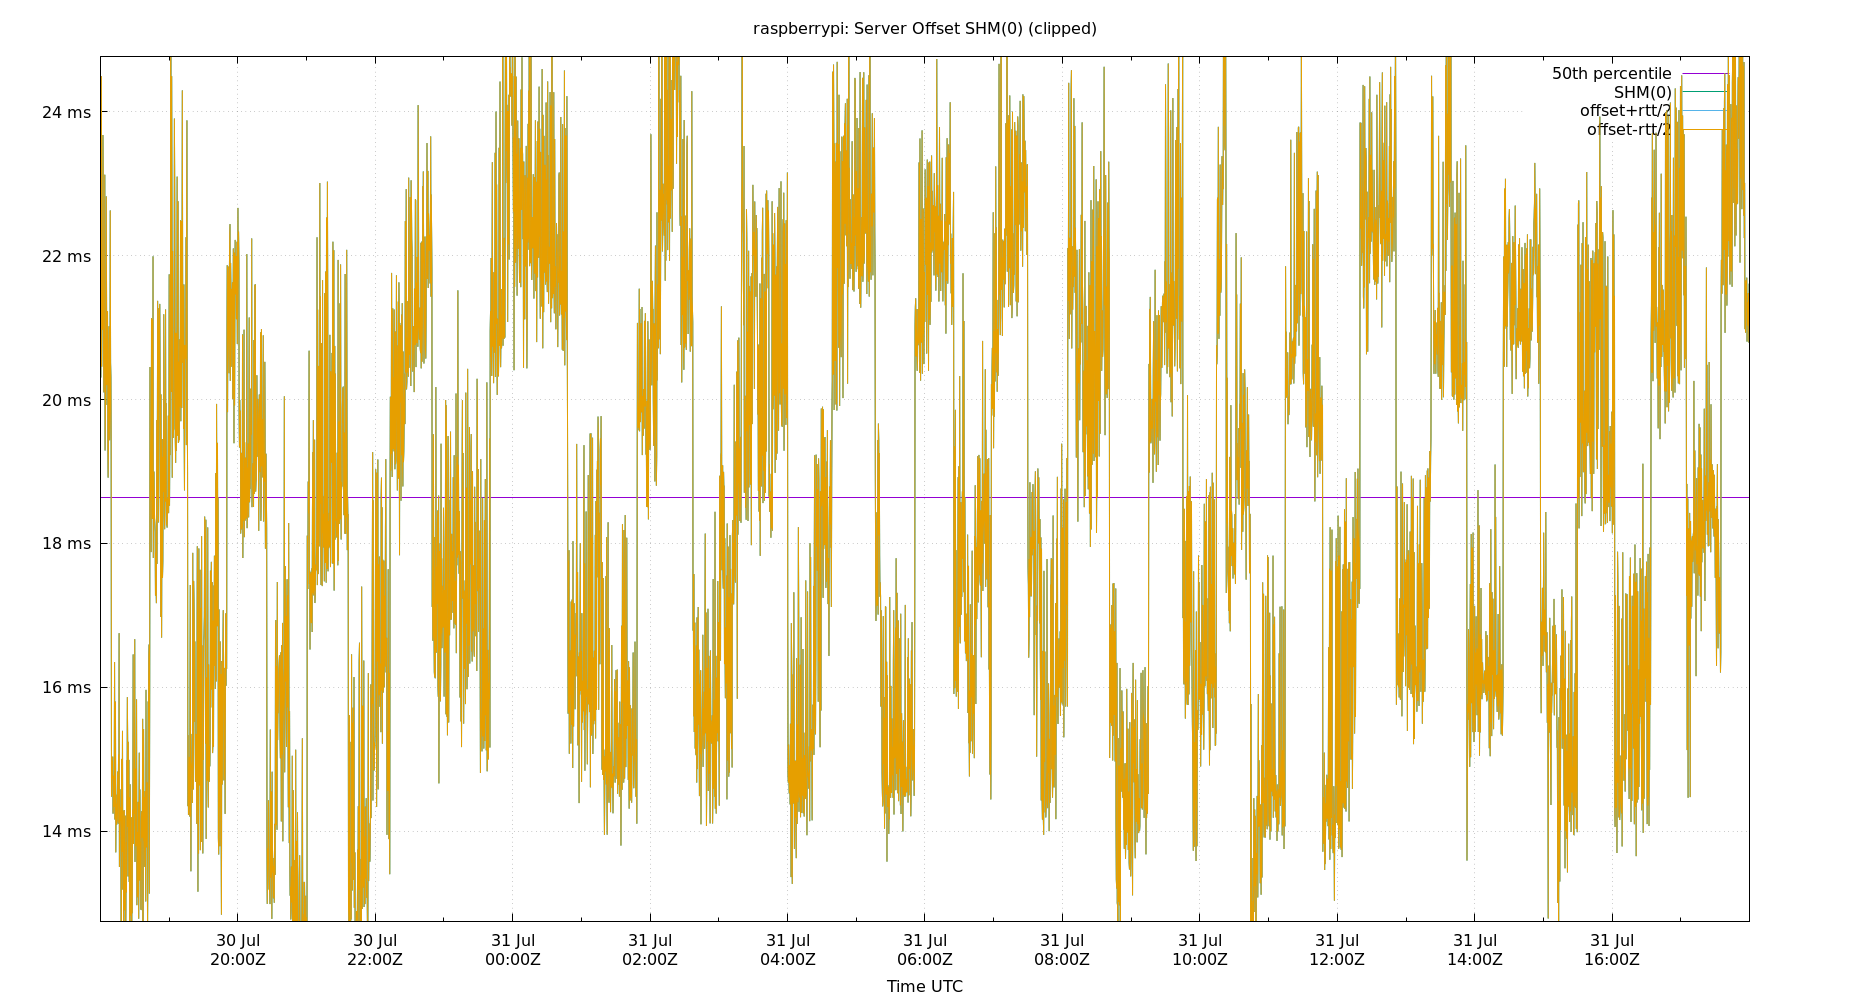 raspberrypi: Server Offset SHM(0) (clipped)
50th percentile
SHM(0)
offset+rtt/2
offset-rtt/2
24 ms
22 ms
20 ms
18 ms
16 ms
14 ms
30 Jul 30 Jul 31 Jul 31 Jul 31 Jul 31 Jul 31 Jul 31 Jul 31 Jul 31 Jul 31 Jul
20:00Z 22:00Z 00:00Z 02:00Z 04:00Z 06:00Z 08:00Z 10:00Z 12:00Z 14:00Z 16:00Z
Time UTC